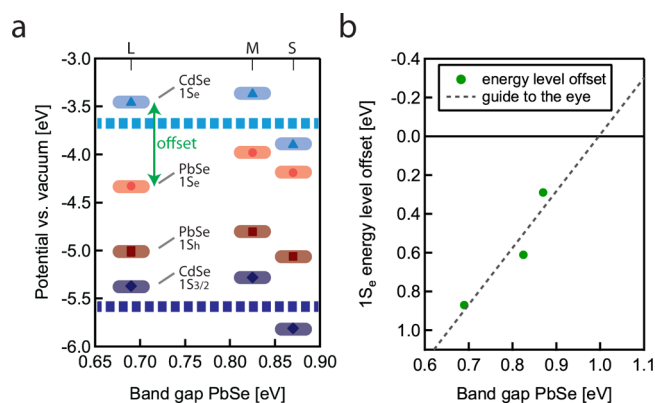 a
L
M
S
-3.0
-3.5
-4.0
-4.5
-5.0
-5.5
-6.0
Potential vs. vacuum [eV]
CdSe
1Se
offset
PbSe
1Se
PbSe
1Sh
CdSe
1S3/2
0.65
0.70
0.75
0.80
0.85
0.90
Band gap PbSe [eV]
b
-0.4
-0.2
0.0
0.2
0.4
0.6
0.8
1.0
1Se energy level offset [eV]
energy level offset
guide to the eye
0.6
0.7
0.8
0.9
1.0
1.1
Band gap PbSe [eV]